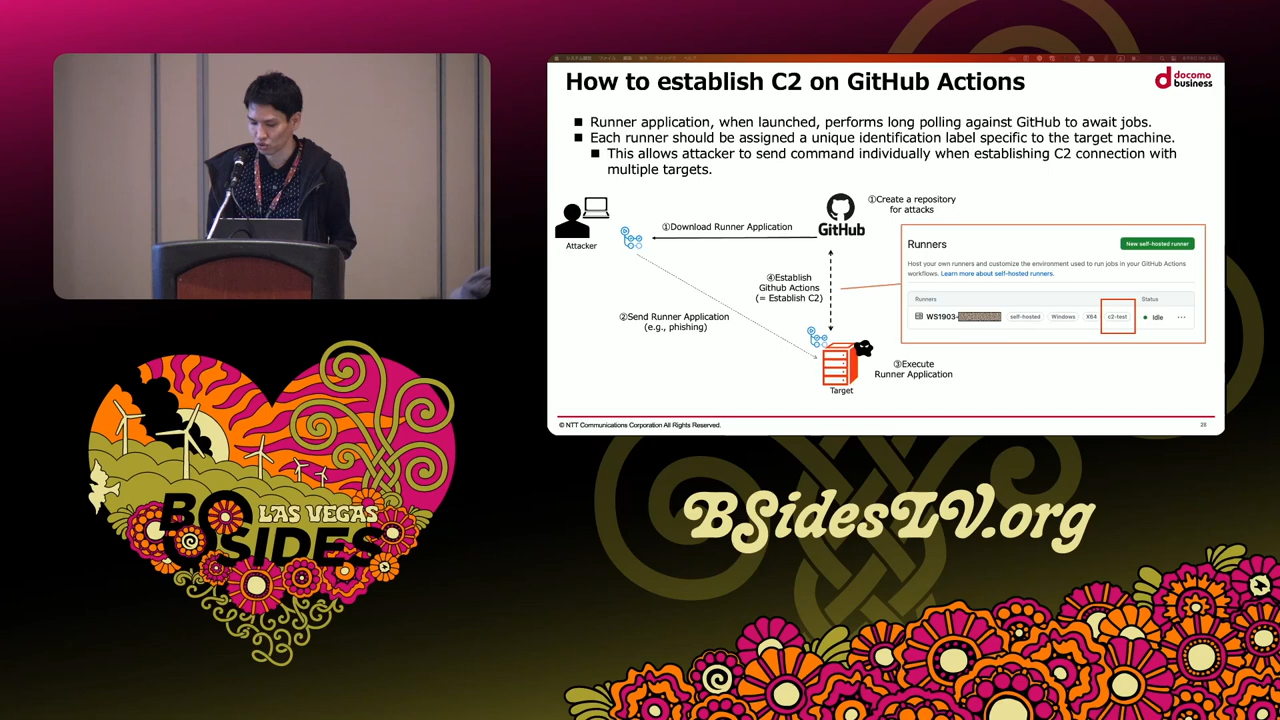 How to establish C2 on GitHub Actions
docomo
business
■ Runner application, when launched, performs long polling against GitHub to await jobs.
■ Each runner should be assigned a unique identification label specific to the target machine.
■ This allows attacker to send command individually when establishing C2 connection with
multiple targets.
Attacker
①Download Runner Application
GitHub
①Create a repository
for attacks
②Send Runner Application
(e.g., phishing)
④Establish
Github Actions
(= Establish C2)
Target
③Execute
Runner Application
Runners
New self-hosted runner
Host your own runners and customize the environment used to run jobs in your GitHub Actions
workflows. Learn more about self-hosted runners.
Runners
Status
WS1903-
self-hosted
Windows
X64
c2-test
Idle
© NTT Communications Corporation All Rights Reserved.
28
LAS VEGAS
BSIDES
BSidesLV.org